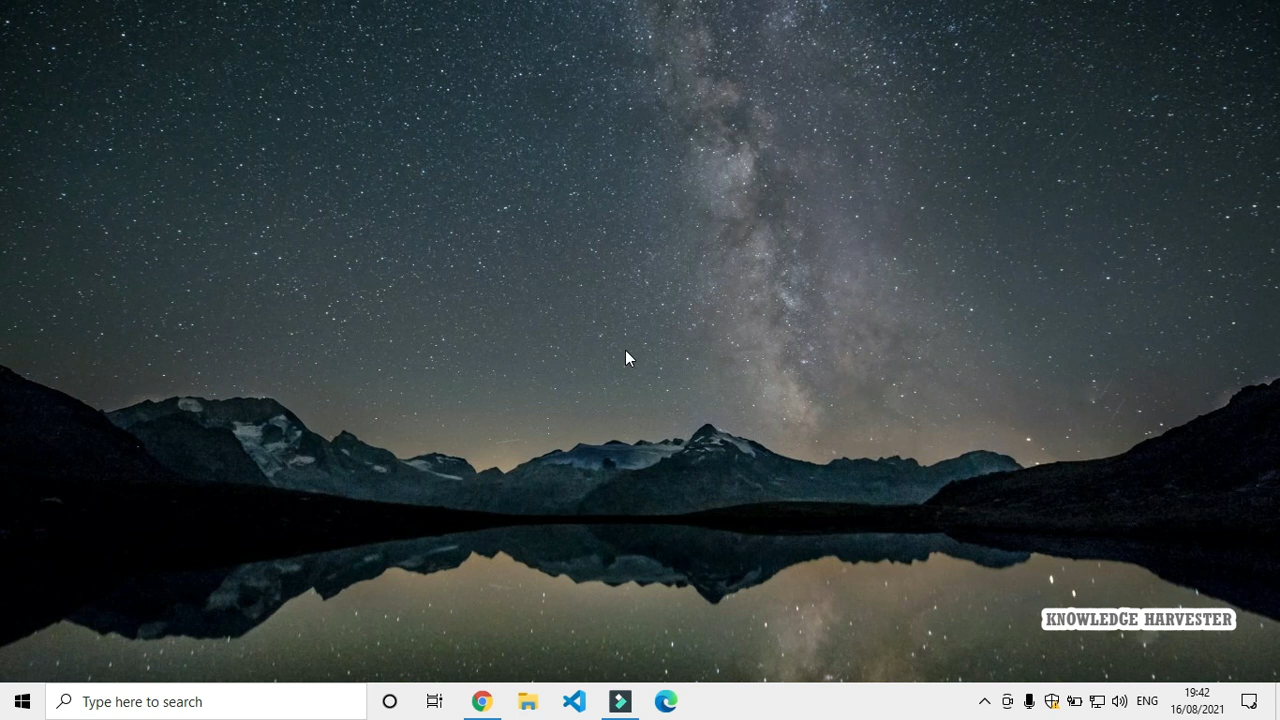 KNOWLEDGE HARVESTER
Type here to search
ENG
19:42
16/08/2021